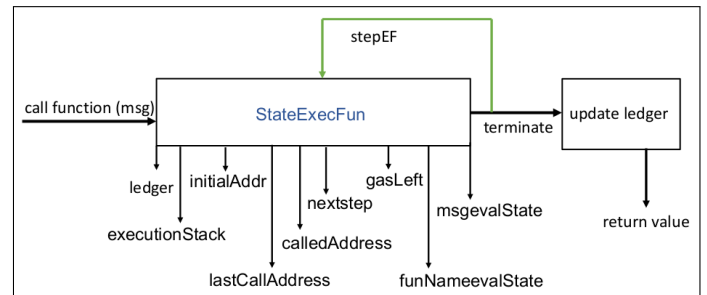 stepEF
call function (msg)
StateExecFun
update ledger
terminate
ledger
initialAddr
gasLeft
nextstep
msgevalState
executionStack
calledAddress
return value
lastCallAddress
funNameevalState